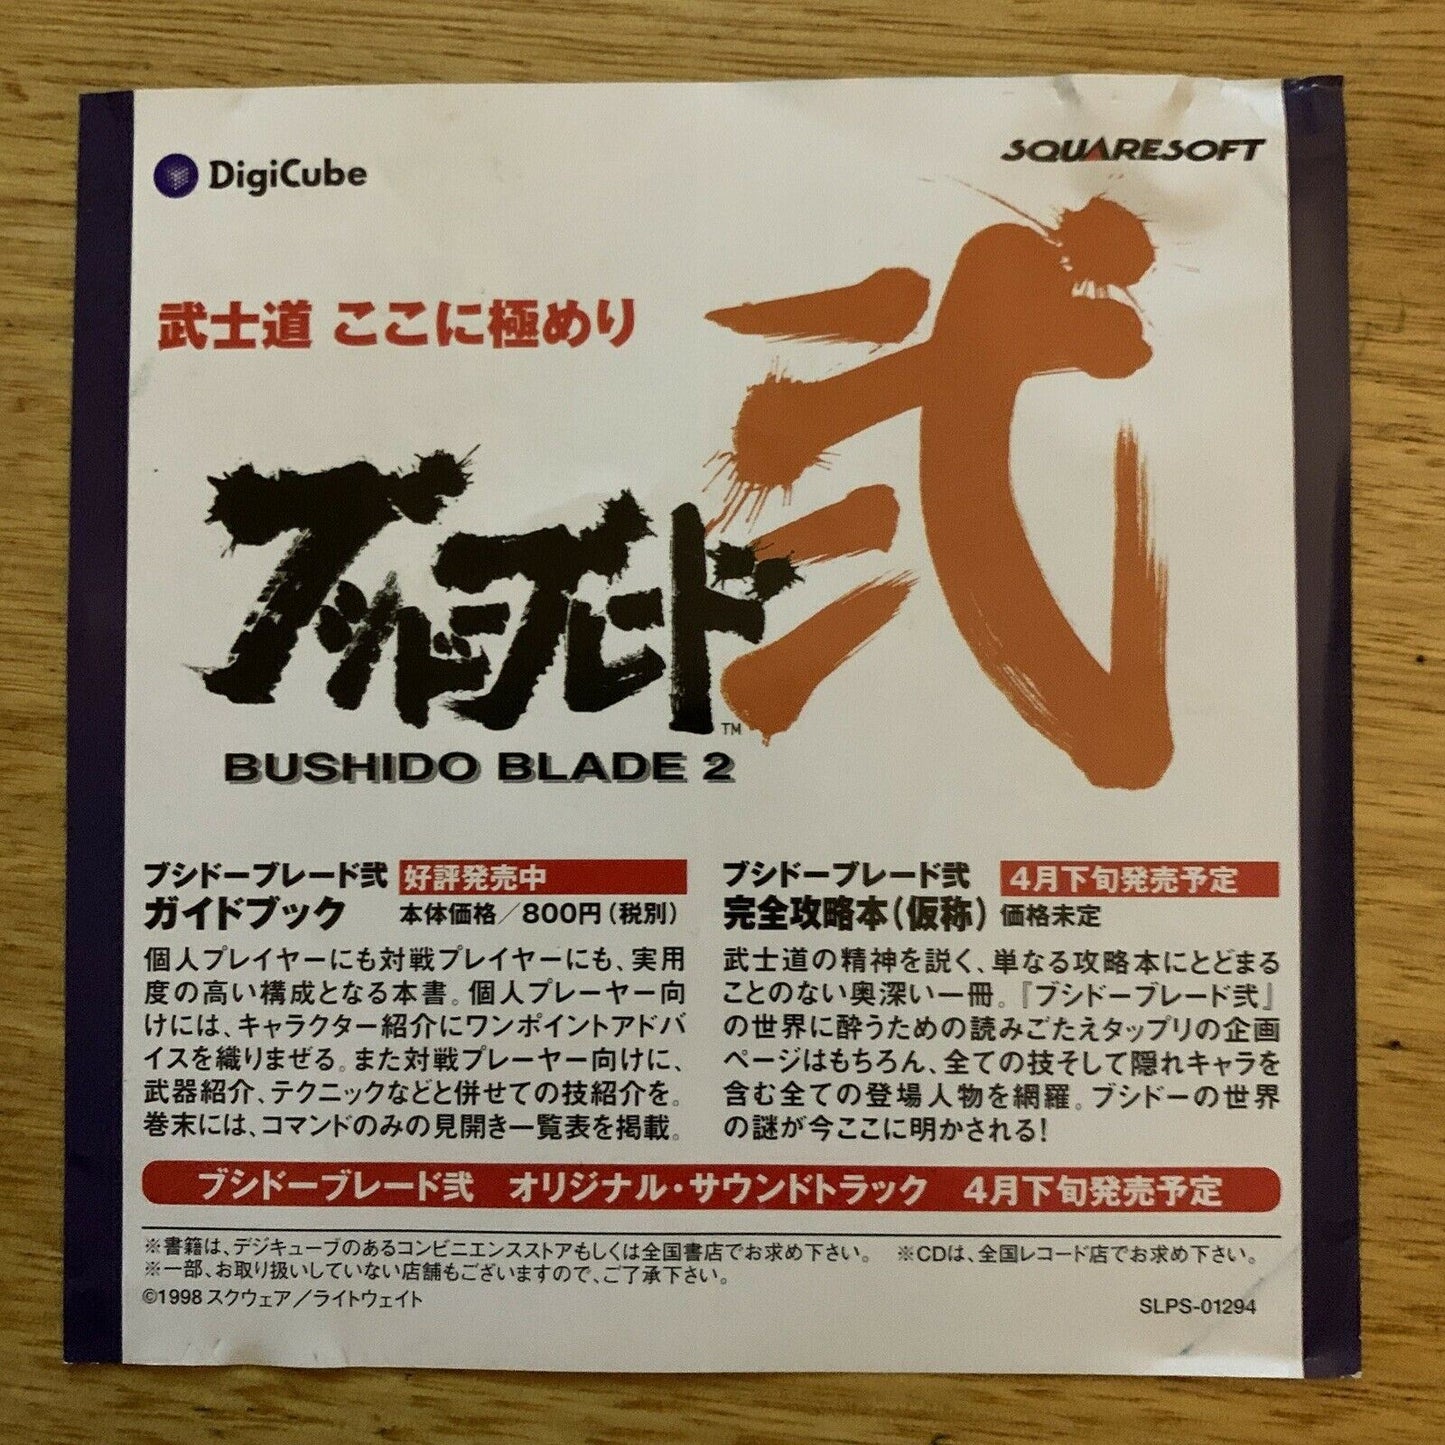 DigiCube
SQUARESOFT
武士道 ここに極めり
ブシドーブレード
弐
TM
BUSHIDO BLADE 2
ブシドーブレード弐 好評発売中
ガイドブック 本体価格／800円（税別）
個人プレイヤーにも対戦プレイヤーにも、実用
度の高い構成となる本書。個人プレーヤー向
けには、キャラクター紹介にワンポイントアドバ
イスを織りまぜる。また対戦プレーヤー向けに、
武器紹介、テクニックなどと併せての技紹介を。
巻末には、コマンドのみの見開き一覧表を掲載。
ブシドーブレード弐 4月下旬発売予定
完全攻略本（仮称） 価格未定
武士道の精神を説く、単なる攻略本にとどまる
ことのない奥深い一冊。『ブシドーブレード弐』
の世界に酔うための読みごたえタップリの企画
ページはもちろん、全ての技そして隠れキャラを
含む全ての登場人物を網羅。ブシドーの世界
の謎が今ここに明かされる！
ブシドーブレード弐 オリジナル・サウンドトラック 4月下旬発売予定
※書籍は、デジキューブのあるコンビニエンスストアもしくは全国書店でお求め下さい。 ※CDは、全国レコード店でお求め下さい。
※一部、お取り扱いしていない店舗もございますので、ご了承下さい。
©1998 スクウェア／ライトウェイト
SLPS-01294